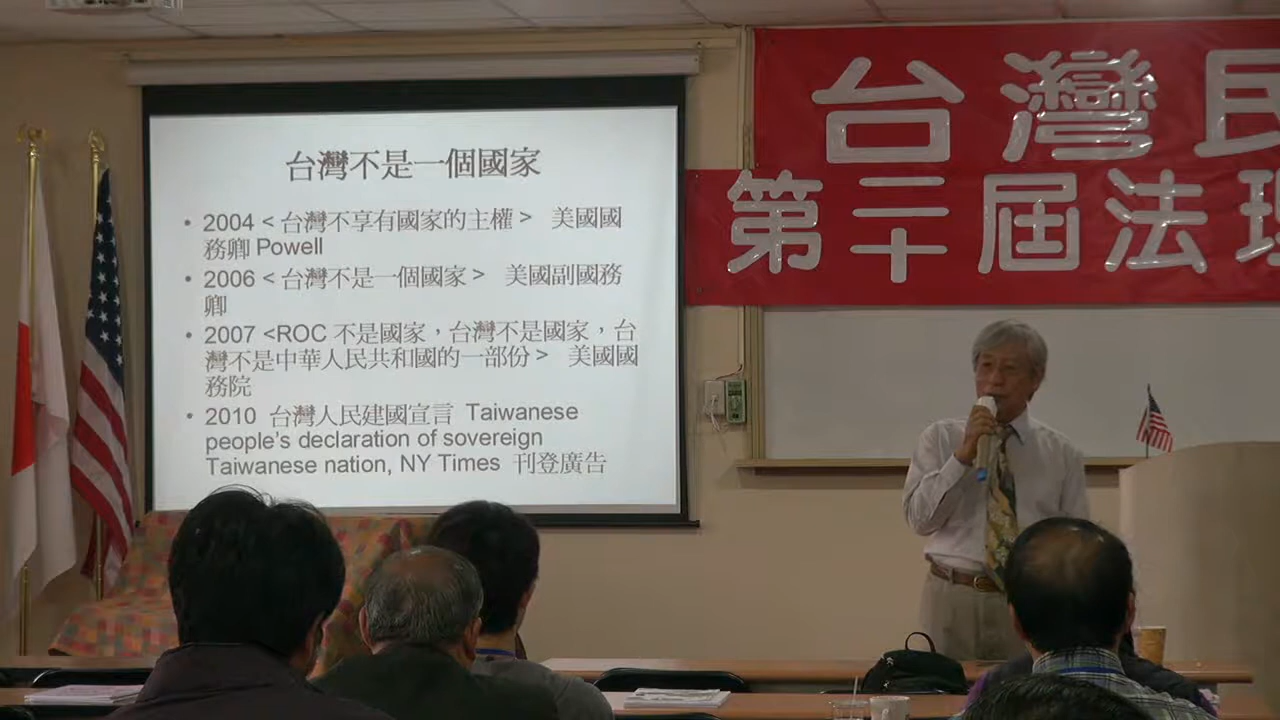 台灣不是一個國家
• 2004 < 台灣不享有國家的主權 > 美國國
務卿 Powell
• 2006 < 台灣不是一個國家 > 美國副國務
卿
• 2007 <ROC 不是國家，台灣不是國家，台
灣不是中華人民共和國的一部份 > 美國國
務院
• 2010 台灣人民建國宣言 Taiwanese
people's declaration of sovereign
Taiwanese nation, NY Times 刊登廣告
台灣民
第二十屆法理